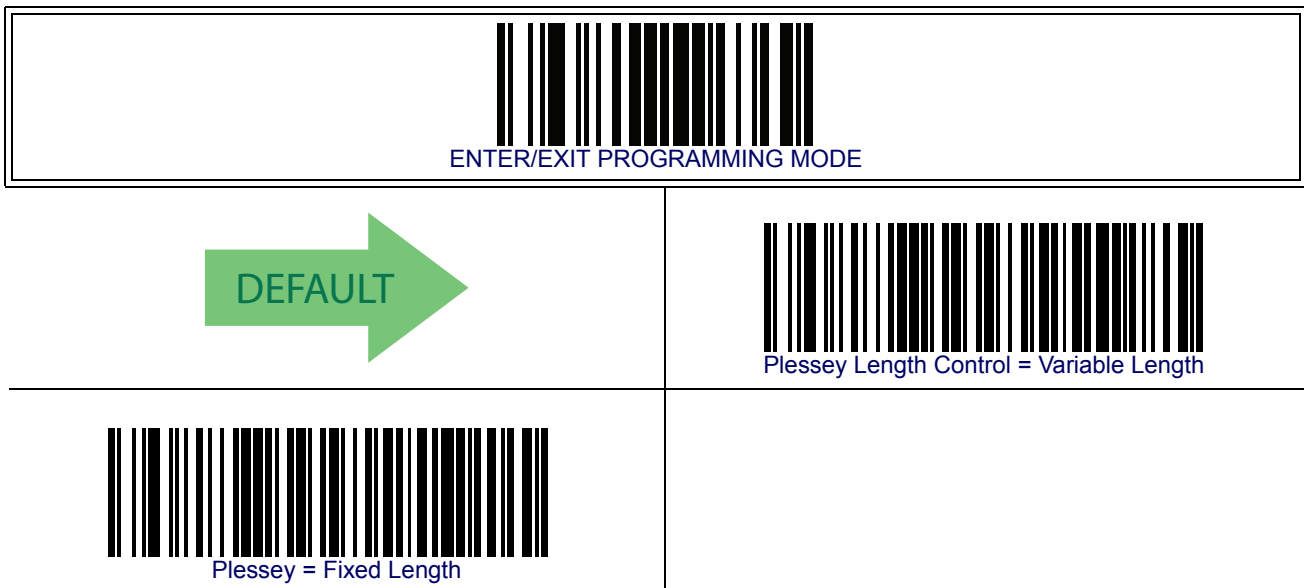 ENTER/EXIT PROGRAMMING MODE
DEFAULT
Plessey Length Control = Variable Length
Plessey = Fixed Length